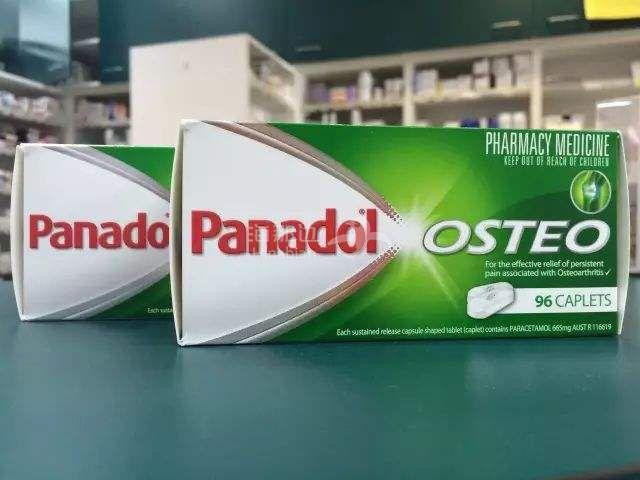 Panadol
PHARMACY MEDICINE
KEEP OUT OF REACH OF CHILDREN
Panadol OSTEO
For the effective relief of persistent
pain associated with Osteoarthritis ✓
96 CAPLETS
Each sustained release capsule shaped tablet (caplet) contains PARACETAMOL 665mg AUST R 116619